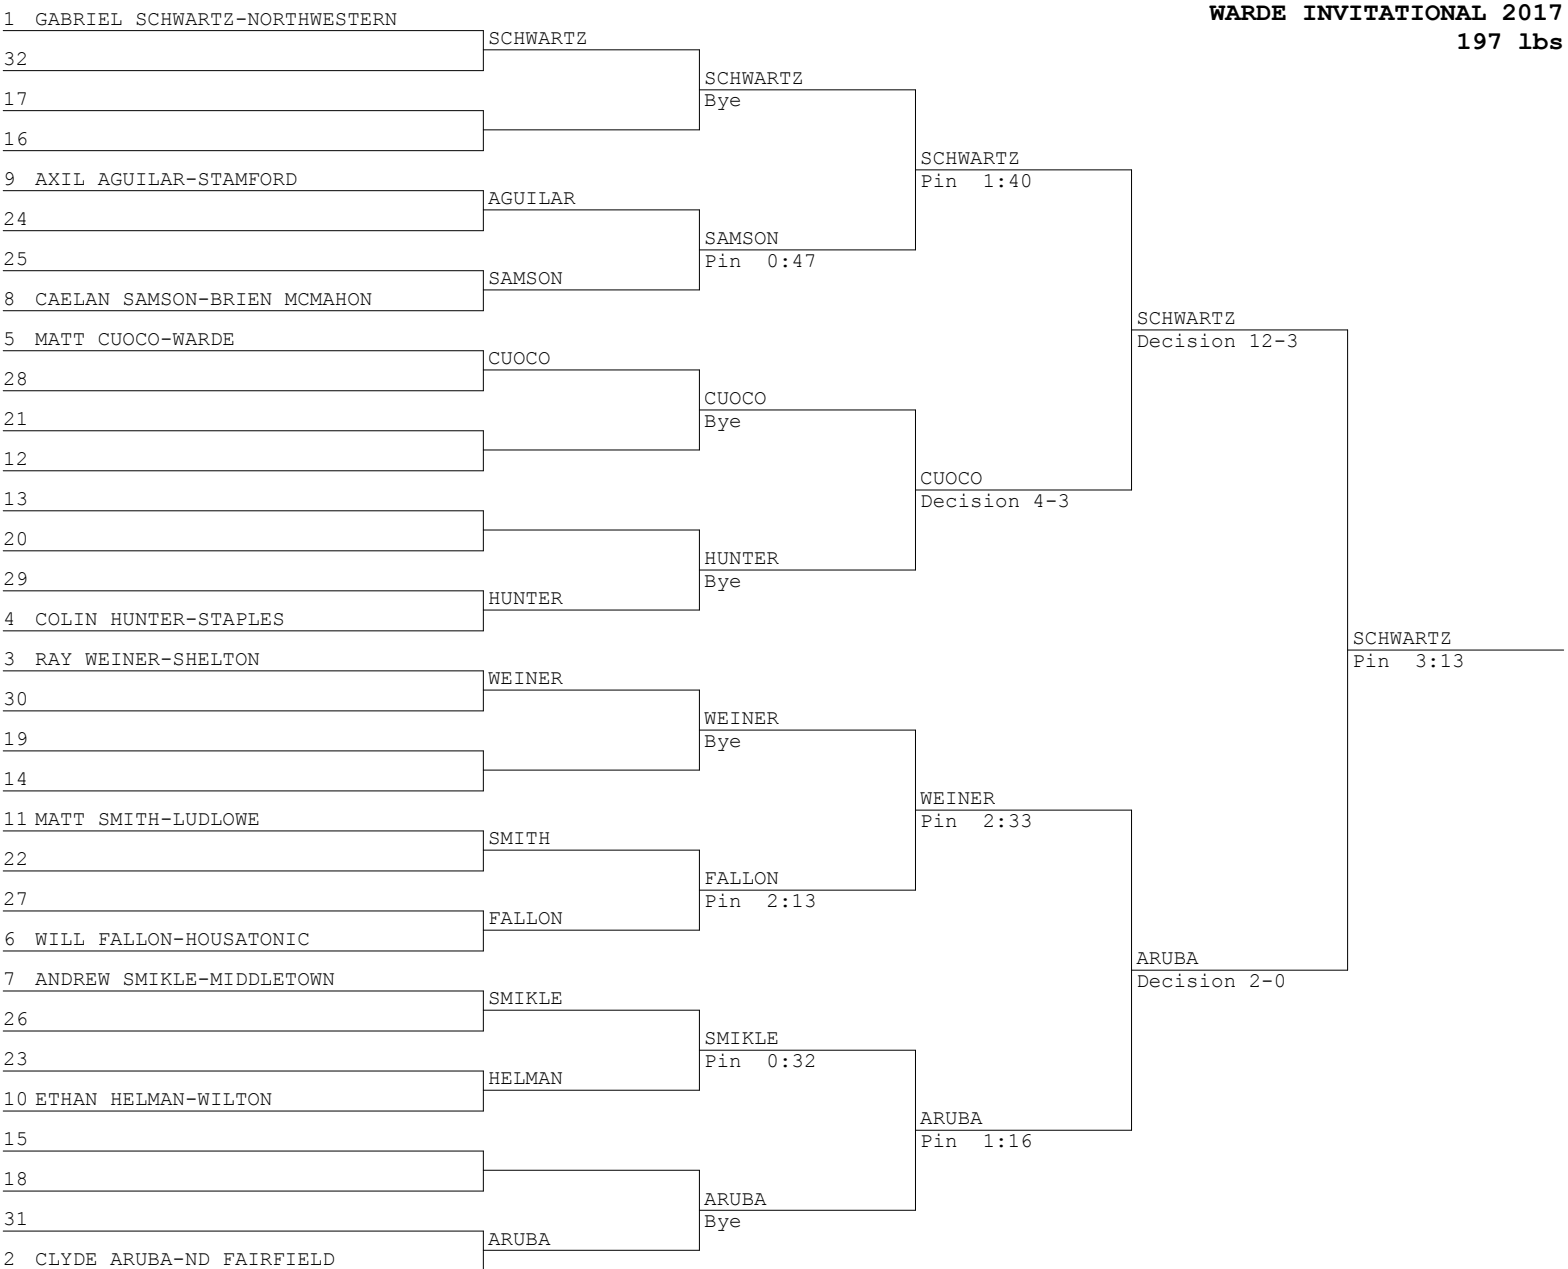 WARDE INVITATIONAL 2017
197 lbs
1 GABRIEL SCHWARTZ-NORTHWESTERN
32
17
16
9 AXIL AGUILAR-STAMFORD
24
25
8 CAELAN SAMSON-BRIEN MCMAHON
5 MATT CUOCO-WARDE
28
21
12
13
20
29
4 COLIN HUNTER-STAPLES
3 RAY WEINER-SHELTON
30
19
14
11 MATT SMITH-LUDLOWE
22
27
6 WILL FALLON-HOUSATONIC
7 ANDREW SMIKLE-MIDDLETOWN
26
23
10 ETHAN HELMAN-WILTON
15
18
31
2 CLYDE ARUBA-ND FAIRFIELD
SCHWARTZ
AGUILAR
SAMSON
CUOCO
HUNTER
WEINER
SMITH
FALLON
SMIKLE
HELMAN
ARUBA
SCHWARTZ
Bye
SAMSON
Pin 0:47
CUOCO
Bye
HUNTER
Bye
WEINER
Bye
FALLON
Pin 2:13
SMIKLE
Pin 0:32
ARUBA
Bye
SCHWARTZ
Pin 1:40
CUOCO
Decision 4-3
WEINER
Pin 2:33
ARUBA
Pin 1:16
SCHWARTZ
Decision 12-3
ARUBA
Decision 2-0
SCHWARTZ
Pin 3:13